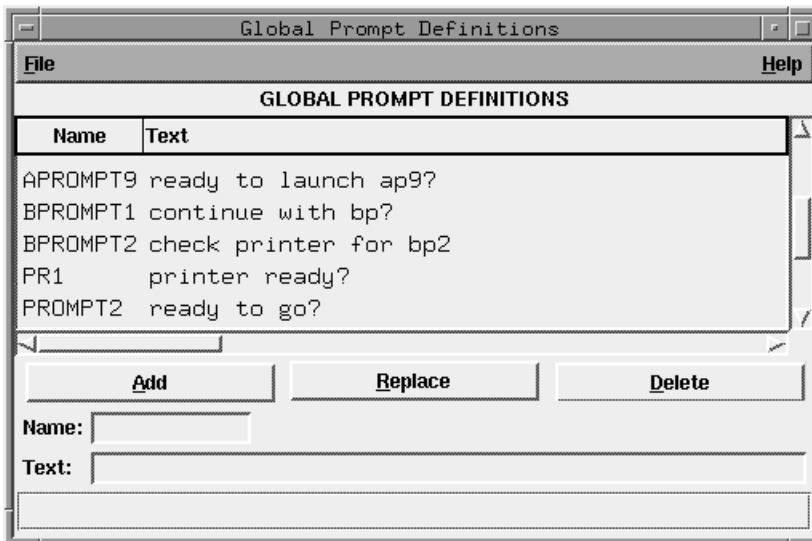 Global Prompt Definitions
File Help
GLOBAL PROMPT DEFINITIONS
Name Text
APROMPT9 ready to launch ap9?
BPROMPT1 continue with bp?
BPROMPT2 check printer for bp2
PR1 printer ready?
PROMPT2 ready to go?
Add Replace Delete
Name:
Text: